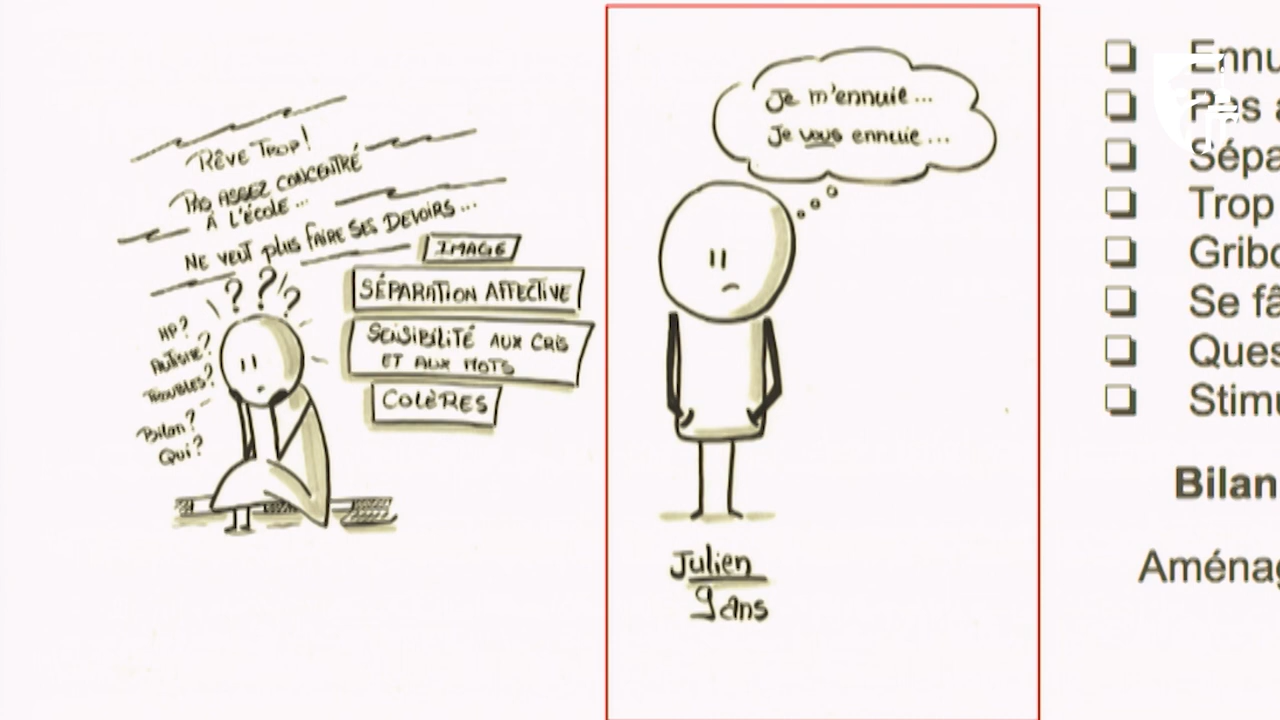 RÊVE TROP!
PAS ASSEZ CONCENTRÉ
À L'ÉCOLE...
NE VEUT plus FAIRE SES DEVOIRS...
IMAGE
SÉPARATION AFFECTIVE
SENSIBILITÉ AUX CRIS
ET AUX MOTS
COLÈRES
? ? ?
HP?
AUTISME?
TROUBLES?
Bilan?
Qui?
Je m'ennuie...
Je vous ennuie...
Julien
9 ans
Ennu
Pas a
Sépa
Trop
Gribo
Se fâ
Ques
Stimu
Bilan
Aménag